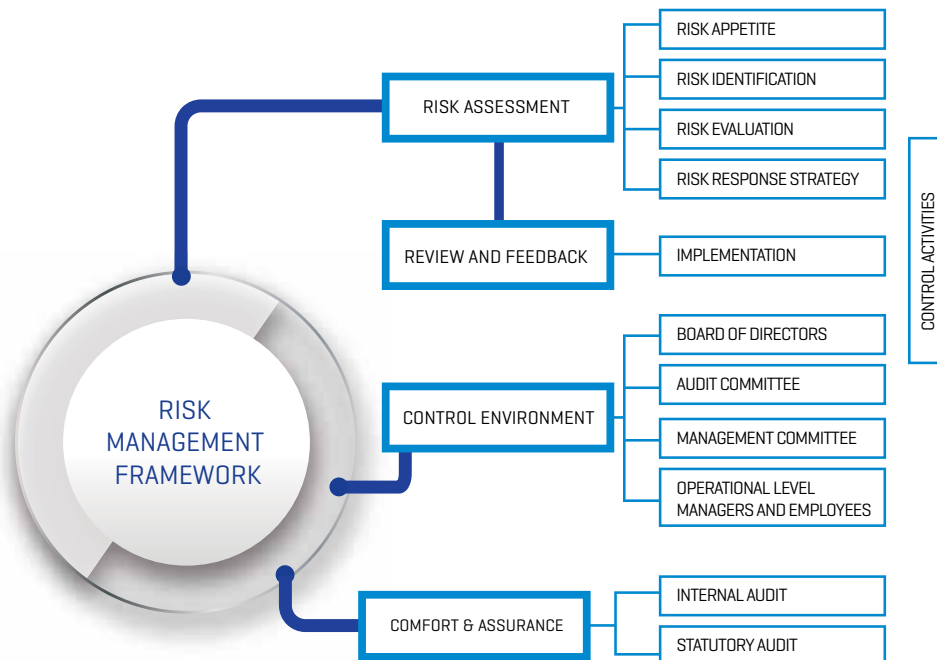 RISK
MANAGEMENT
FRAMEWORK
RISK ASSESSMENT
RISK APPETITE
RISK IDENTIFICATION
RISK EVALUATION
RISK RESPONSE STRATEGY
REVIEW AND FEEDBACK
IMPLEMENTATION
CONTROL ENVIRONMENT
BOARD OF DIRECTORS
AUDIT COMMITTEE
MANAGEMENT COMMITTEE
OPERATIONAL LEVEL
MANAGERS AND EMPLOYEES
COMFORT & ASSURANCE
INTERNAL AUDIT
STATUTORY AUDIT
CONTROL ACTIVITIES